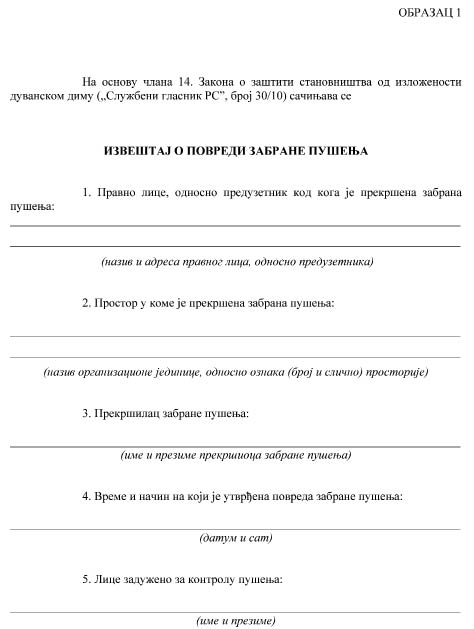 ОБРАЗАЦ 1
На основу члана 14. Закона о заштити становништва од изложености
дуванском диму („Службени гласник РС”, број 30/10) сачињава се
ИЗВЕШТАЈ О ПОВРЕДИ ЗАБРАНЕ ПУШЕЊА
1. Правно лице, односно предузетник код кога је прекршена забрана
пушења:
(назив и адреса правног лица, односно предузетника)
2. Простор у коме је прекршена забрана пушења:
(назив организационе јединице, односно ознака (број и слично) просторије)
3. Прекршилац забране пушења:
(име и презиме прекршиоца забране пушења)
4. Време и начин на који је утврђена повреда забране пушења:
(датум и сат)
5. Лице задужено за контролу пушења:
(име и презиме)